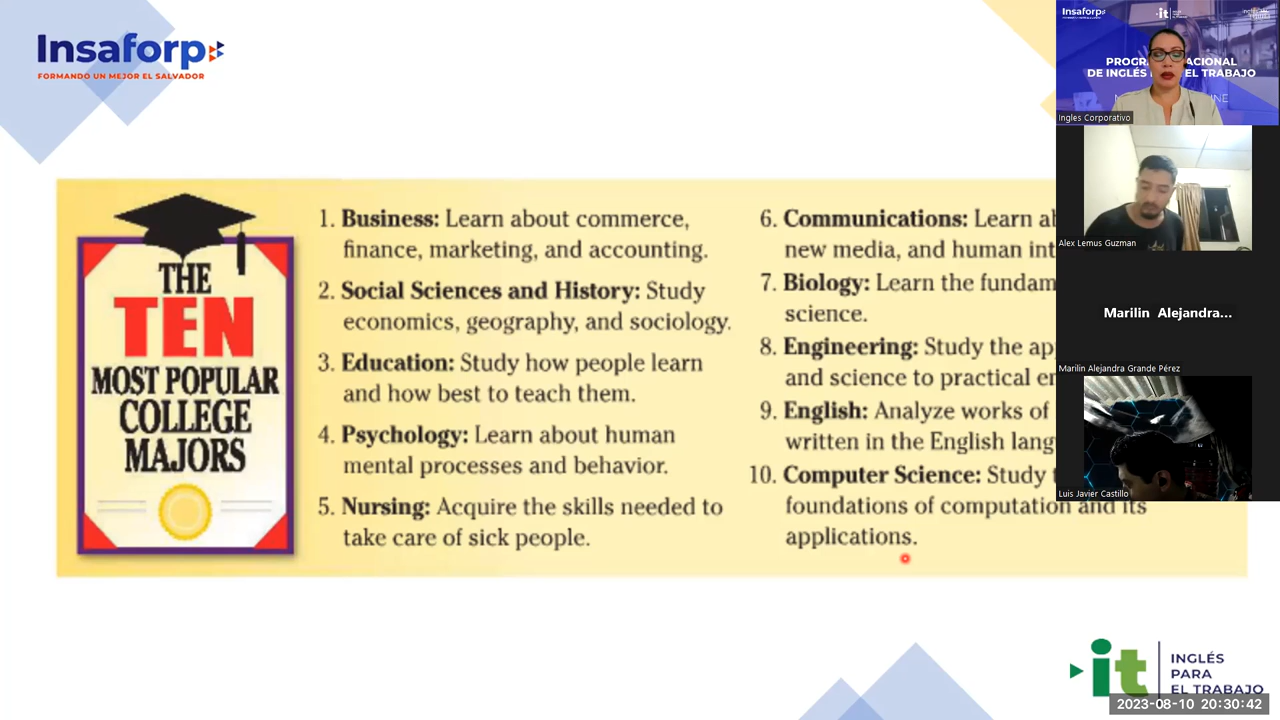 Insaforp
FORMANDO UN MEJOR EL SALVADOR
THE
TEN
MOST POPULAR
COLLEGE
MAJORS
1. Business: Learn about commerce,
finance, marketing, and accounting.
2. Social Sciences and History: Study
economics, geography, and sociology.
3. Education: Study how people learn
and how best to teach them.
4. Psychology: Learn about human
mental processes and behavior.
5. Nursing: Acquire the skills needed to
take care of sick people.
6. Communications: Learn
new media, and human
7. Biology: Learn the
science.
8. Engineering: Study the
and science to practical
9. English: Analyze works of
written in the English
10. Computer Science: Study
foundations of computation and its
applications.
Insaforp
it
DE INGLÉS EL TRABAJO
Ingles Corporativo
Alex Lemus Guzman
Marilin Alejandra...
Marilin Alejandra Grande Pérez
Luis Javier Castillo
it
INGLÉS
PARA
EL TRABAJO
2023-08-10 20:30:42